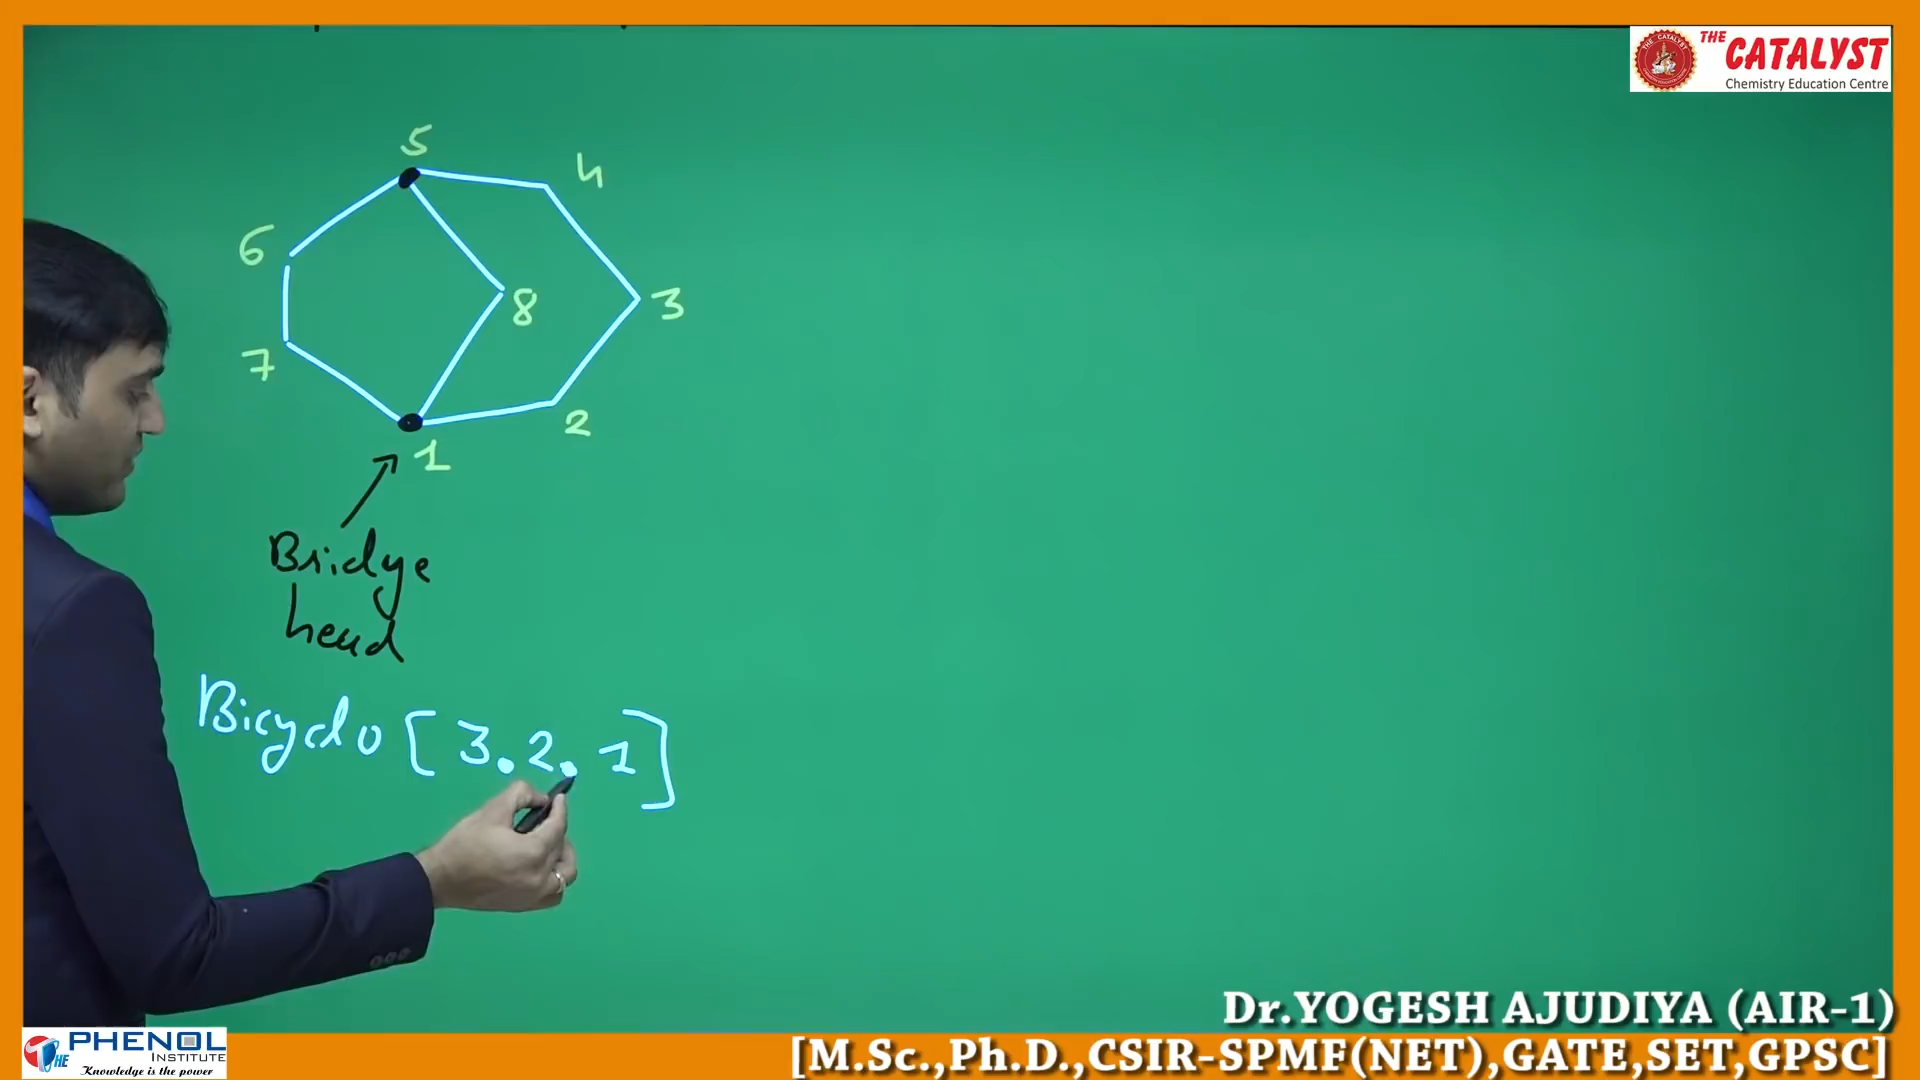 THE
CATALYST
Chemistry Education Centre
5
4
6
8
3
7
2
1
Bridge
head
Bicyclo [3.2.1]
Dr.YOGESH AJUDIYA (AIR-1)
[M.Sc.,Ph.D.,CSIR-SPMF(NET),GATE,SET,GPSC]
THE PHENOL
INSTITUTE
Knowledge is the power